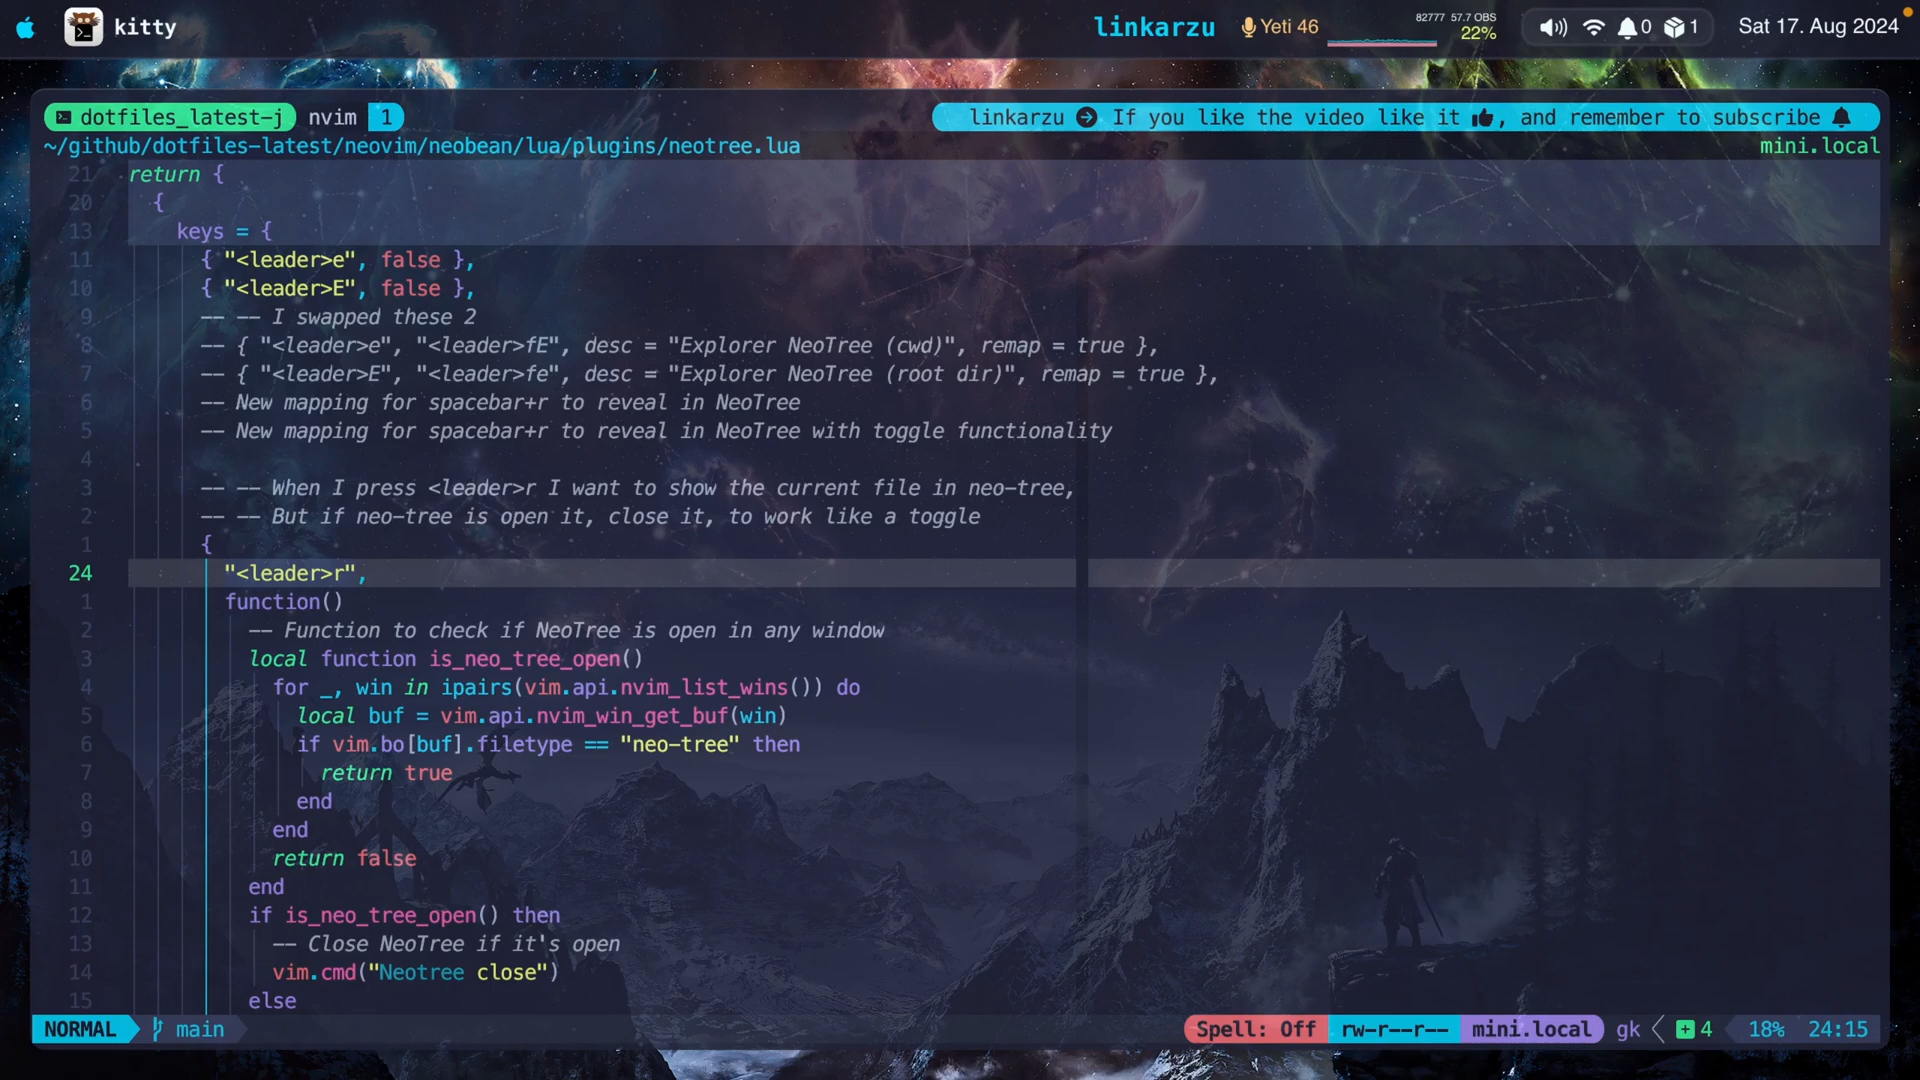 kitty
linkarzu
Yeti 46
82777 57.7 OBS
22%
0
1
Sat 17. Aug 2024
dotfiles_latest-j nvim 1
linkarzu If you like the video like it , and remember to subscribe
~/github/dotfiles-latest/neovim/neobean/lua/plugins/neotree.lua
mini.local
21 return {
20 {
13 keys = {
11 { "<leader>e", false },
10 { "<leader>E", false },
9 -- -- I swapped these 2
8 -- { "<leader>e", "<leader>fE", desc = "Explorer NeoTree (cwd)", remap = true },
7 -- { "<leader>E", "<leader>fe", desc = "Explorer NeoTree (root dir)", remap = true },
6 -- New mapping for spacebar+r to reveal in NeoTree
5 -- New mapping for spacebar+r to reveal in NeoTree with toggle functionality
4
3 -- -- When I press <leader>r I want to show the current file in neo-tree,
2 -- -- But if neo-tree is open it, close it, to work like a toggle
1 {
24 "<leader>r",
1 function()
2 -- Function to check if NeoTree is open in any window
3 local function is_neo_tree_open()
4 for _, win in ipairs(vim.api.nvim_list_wins()) do
5 local buf = vim.api.nvim_win_get_buf(win)
6 if vim.bo[buf].filetype == "neo-tree" then
7 return true
8 end
9 end
10 return false
11 end
12 if is_neo_tree_open() then
13 -- Close NeoTree if it's open
14 vim.cmd("Neotree close")
15 else
NORMAL main
Spell: Off rw-r--r-- mini.local gk 4 18% 24:15